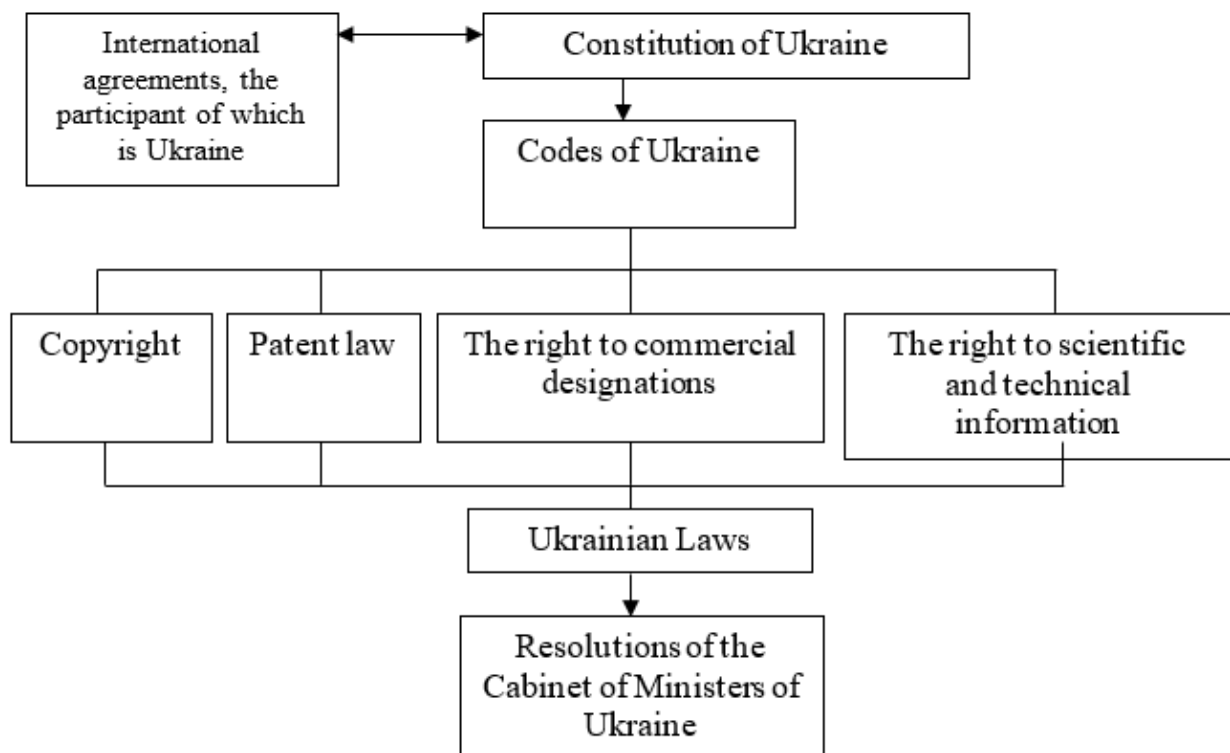 International
agreements, the
participant of which
is Ukraine
Constitution of Ukraine
Codes of Ukraine
Copyright
Patent law
The right to commercial
designations
The right to scientific
and technical
information
Ukrainian Laws
Resolutions of the
Cabinet of Ministers of
Ukraine